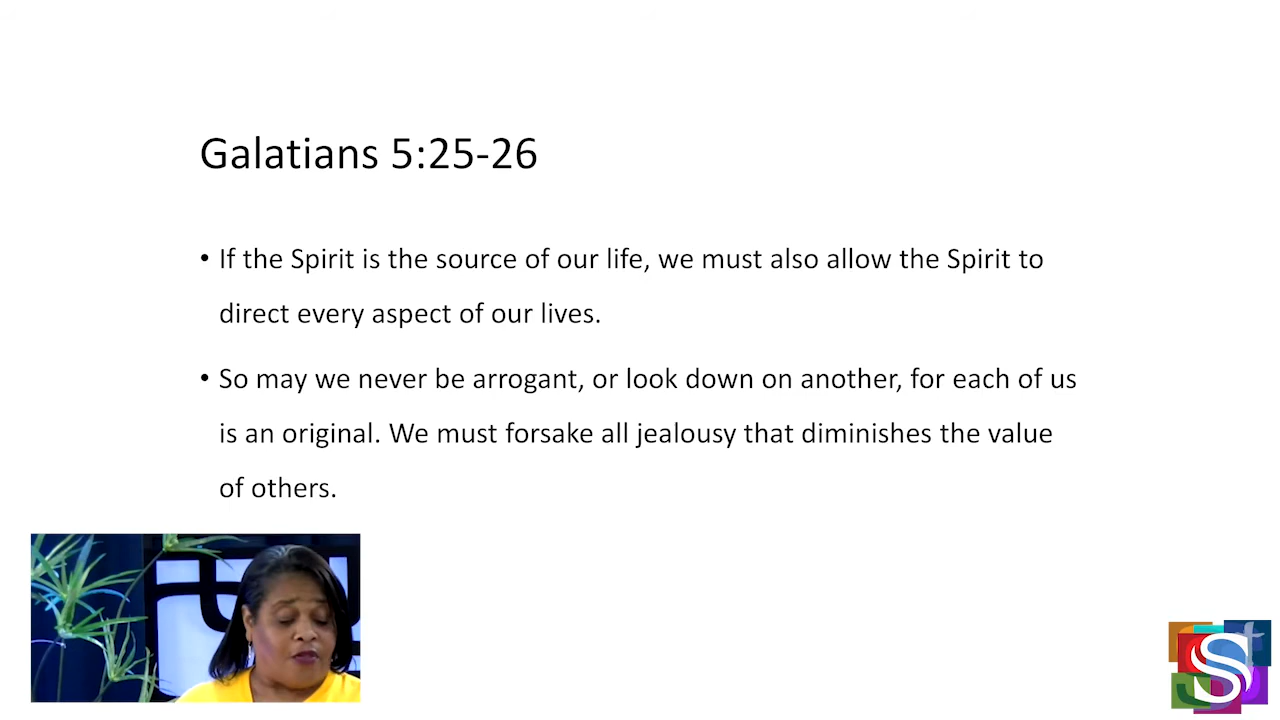 Galatians 5:25-26
• If the Spirit is the source of our life, we must also allow the Spirit to
direct every aspect of our lives.
• So may we never be arrogant, or look down on another, for each of us
is an original. We must forsake all jealousy that diminishes the value
of others.
S